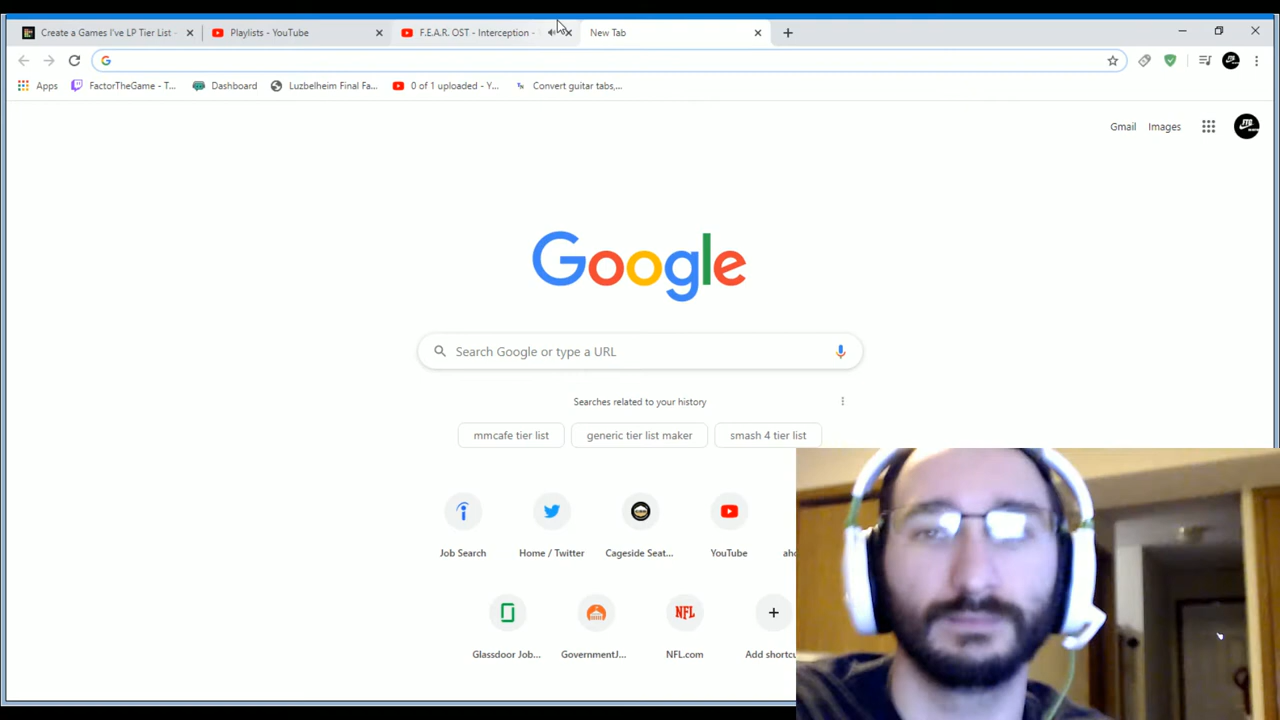 Create a Games I've LP Tier List -
Playlists - YouTube
F.E.A.R. OST - Interception -
New Tab
Apps
FactorTheGame - T...
Dashboard
Luzbelheim Final Fa...
0 of 1 uploaded - Y...
Convert guitar tabs,...
Gmail
Images
Google
Search Google or type a URL
Searches related to your history
mmcafe tier list
generic tier list maker
smash 4 tier list
Job Search
Home / Twitter
Cageside Seat...
YouTube
Glassdoor Job...
GovernmentJ...
NFL
NFL.com
Add shortcu